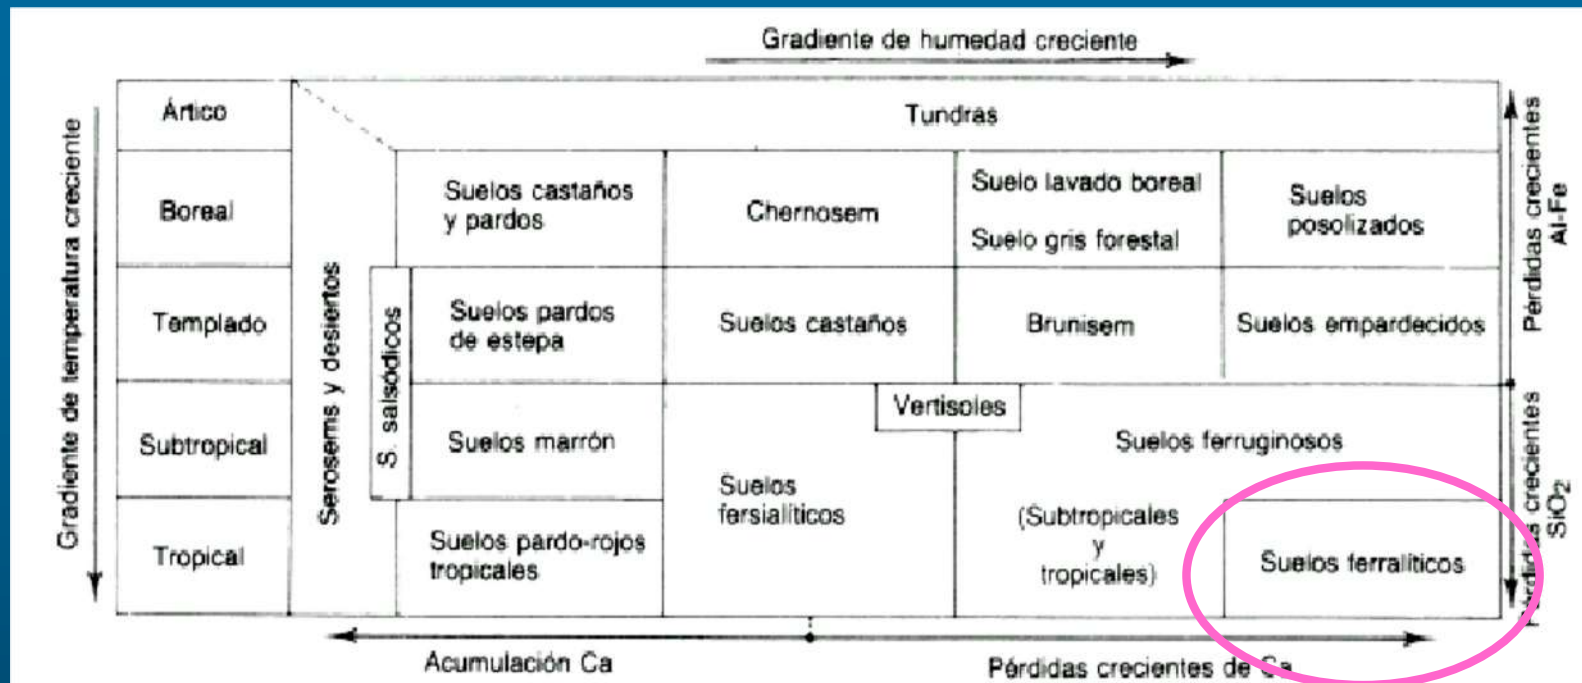 Gradiente de humedad creciente
Gradiente de temperatura creciente
Ártico
Tundras
Boreal
Suelos castaños
y pardos
Chernosem
Suelo lavado boreal
Suelo gris forestal
Suelos
posolizados
Templado
Serosems y desiertos
S. salsódicos
Suelos pardos
de estepa
Suelos castaños
Brunisem
Suelos empardecidos
Subtropical
Suelos marrón
Vertisoles
Suelos ferruginosos
Suelos
fersialíticos
(Subtropicales
y
tropicales)
Tropical
Suelos pardo-rojos
tropicales
Suelos ferralíticos
Pérdidas crecientes
Al-Fe
Pérdidas crecientes
SiO₂
Acumulación Ca
Pérdidas crecientes de Ca